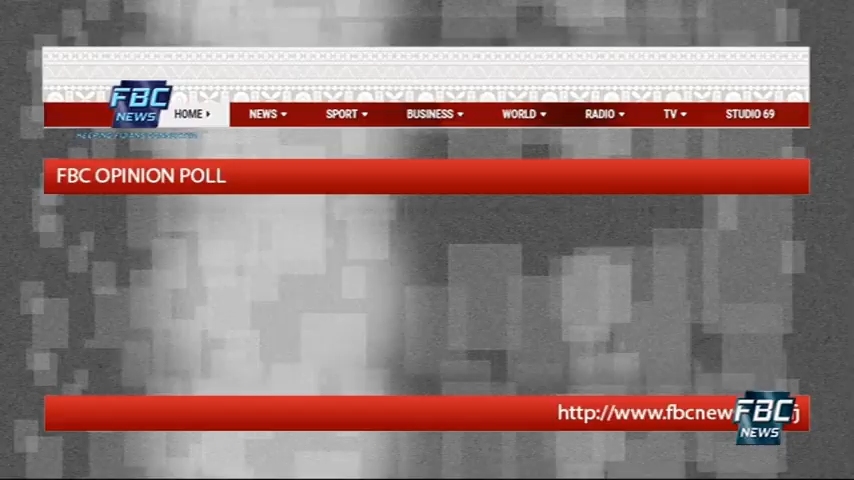 FBC
NEWS
HOME NEWS SPORT BUSINESS WORLD RADIO TV STUDIO 69
FBC OPINION POLL
http://www.fbcnew j
FBC
NEWS